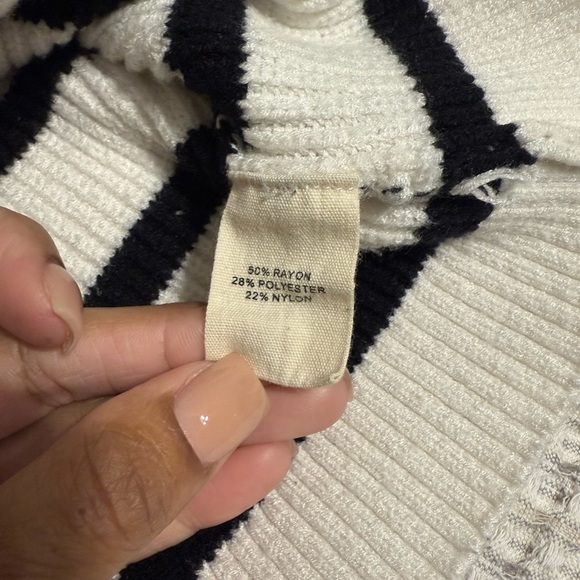 50% RAYON
28% POLYESTER
22% NYLON